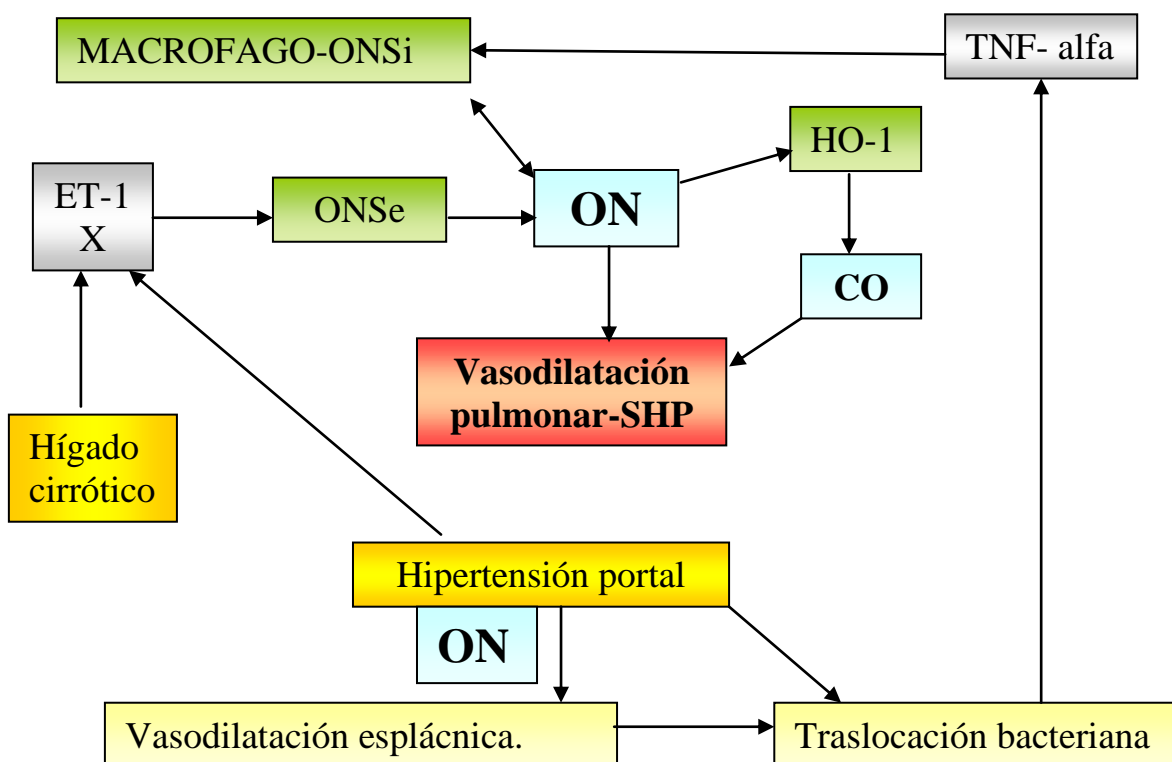 MACROFAGO-ONSi
TNF- alfa
HO-1
ET-1
X
ONSe
ON
CO
Vasodilatación
pulmonar-SHP
Hígado
cirrótico
Hipertensión portal
ON
Vasodilatación esplácnica.
Traslocación bacteriana